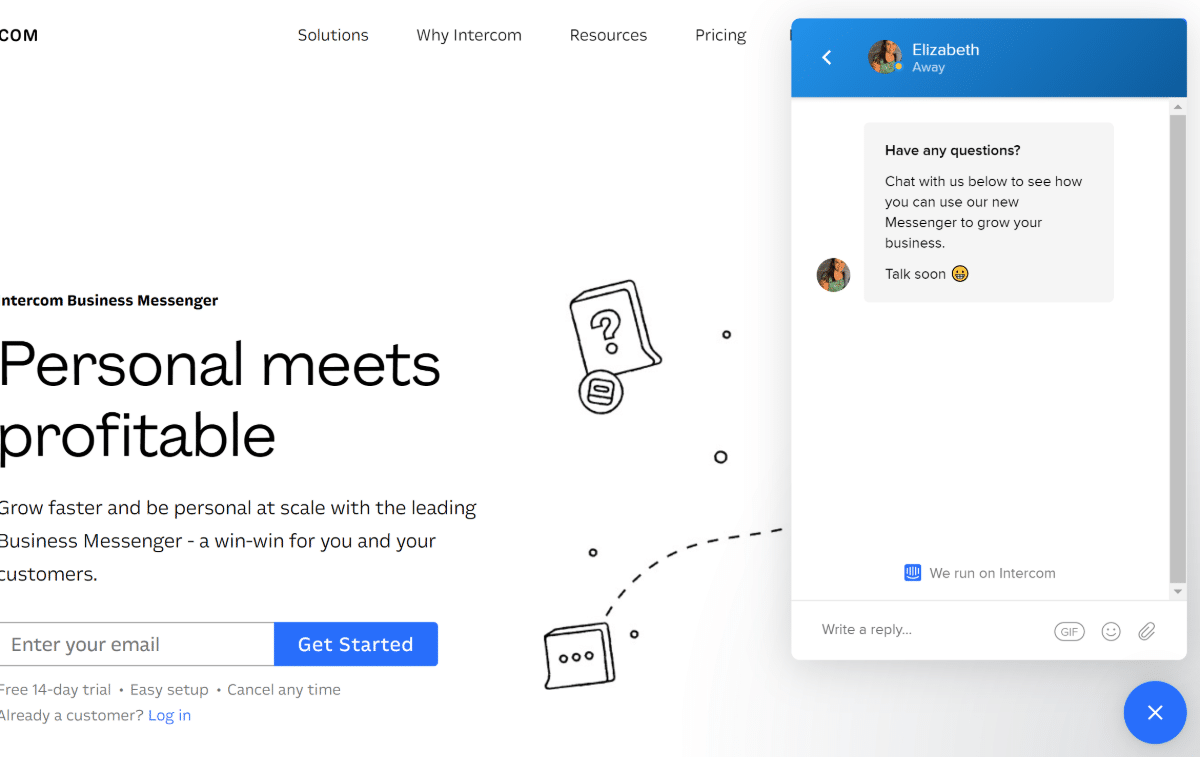 COM
Solutions
Why Intercom
Resources
Pricing
Elizabeth
Away
Have any questions?
Chat with us below to see how
you can use our new
Messenger to grow your
business.
Talk soon 😀
ntercom Business Messenger
?
Personal meets
profitable
Grow faster and be personal at scale with the leading
Business Messenger - a win-win for you and your
customers.
We run on Intercom
Write a reply...
GIF
Enter your email
Get Started
Free 14-day trial • Easy setup • Cancel any time
Already a customer? Log in